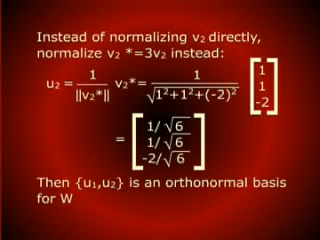 Instead of normalizing v₂ directly,
normalize v₂ *=3v₂ instead:
u₂ = 1/‖v₂*‖ v₂*= 1/√1²+1²+(-2)² [1 1 -2]
= [1/√6 1/√6 -2/√6]
Then {u₁,u₂} is an orthonormal basis
for W